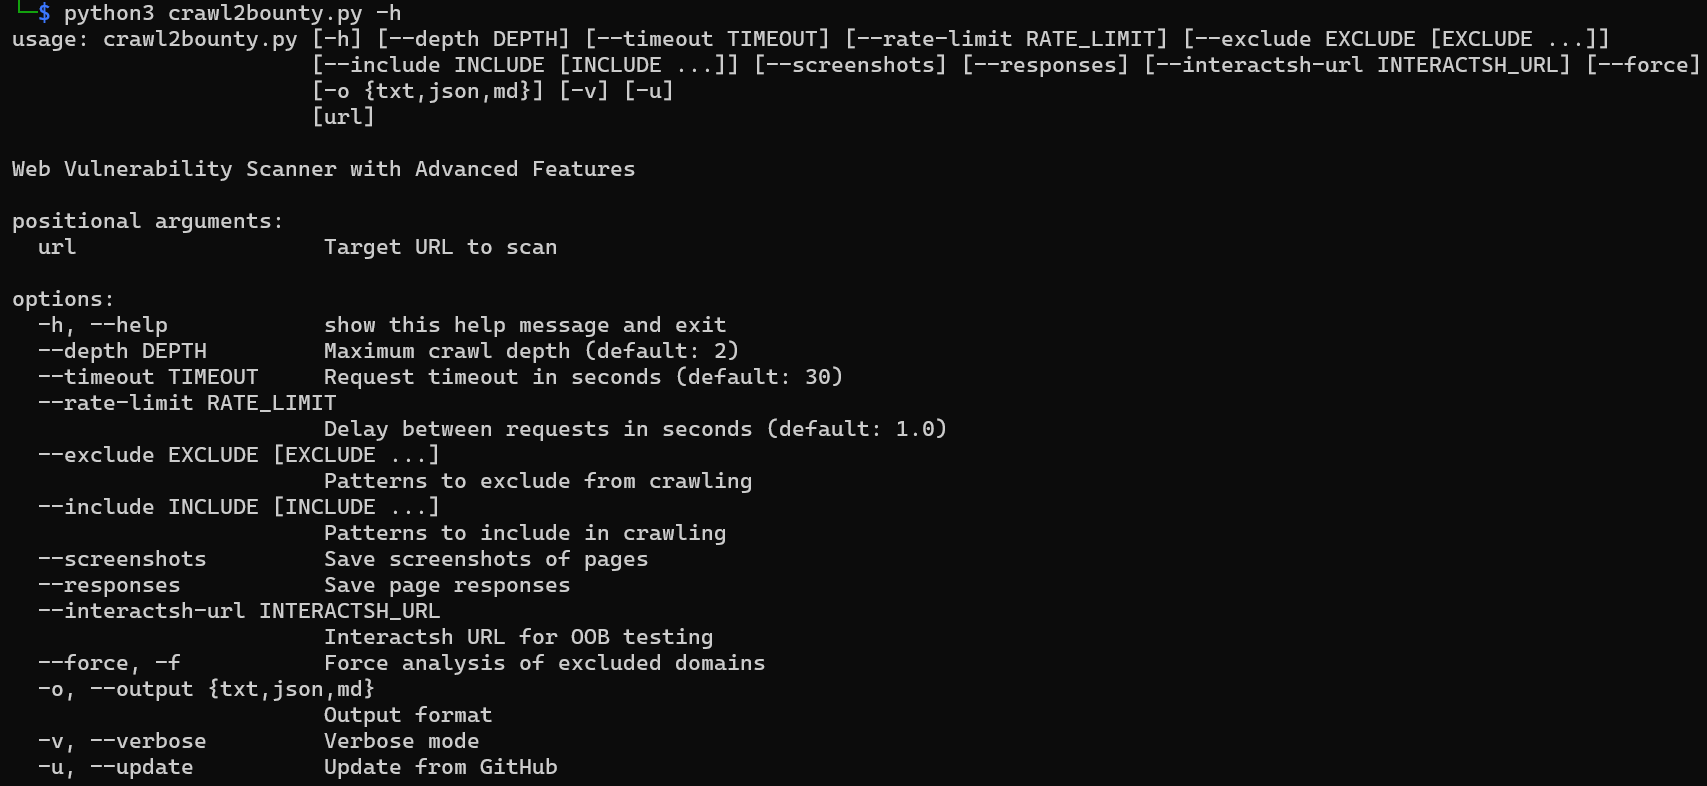 └─$ python3 crawl2bounty.py -h
usage: crawl2bounty.py [-h] [--depth DEPTH] [--timeout TIMEOUT] [--rate-limit RATE_LIMIT] [--exclude EXCLUDE [EXCLUDE ...]]
                       [--include INCLUDE [INCLUDE ...]] [--screenshots] [--responses] [--interactsh-url INTERACTSH_URL] [--force]
                       [-o {txt,json,md}] [-v] [-u]
                       [url]

Web Vulnerability Scanner with Advanced Features

positional arguments:
  url                   Target URL to scan

options:
  -h, --help            show this help message and exit
  --depth DEPTH         Maximum crawl depth (default: 2)
  --timeout TIMEOUT     Request timeout in seconds (default: 30)
  --rate-limit RATE_LIMIT
                        Delay between requests in seconds (default: 1.0)
  --exclude EXCLUDE [EXCLUDE ...]
                        Patterns to exclude from crawling
  --include INCLUDE [INCLUDE ...]
                        Patterns to include in crawling
  --screenshots         Save screenshots of pages
  --responses           Save page responses
  --interactsh-url INTERACTSH_URL
                        Interactsh URL for OOB testing
  --force, -f           Force analysis of excluded domains
  -o, --output {txt,json,md}
                        Output format
  -v, --verbose         Verbose mode
  -u, --update          Update from GitHub